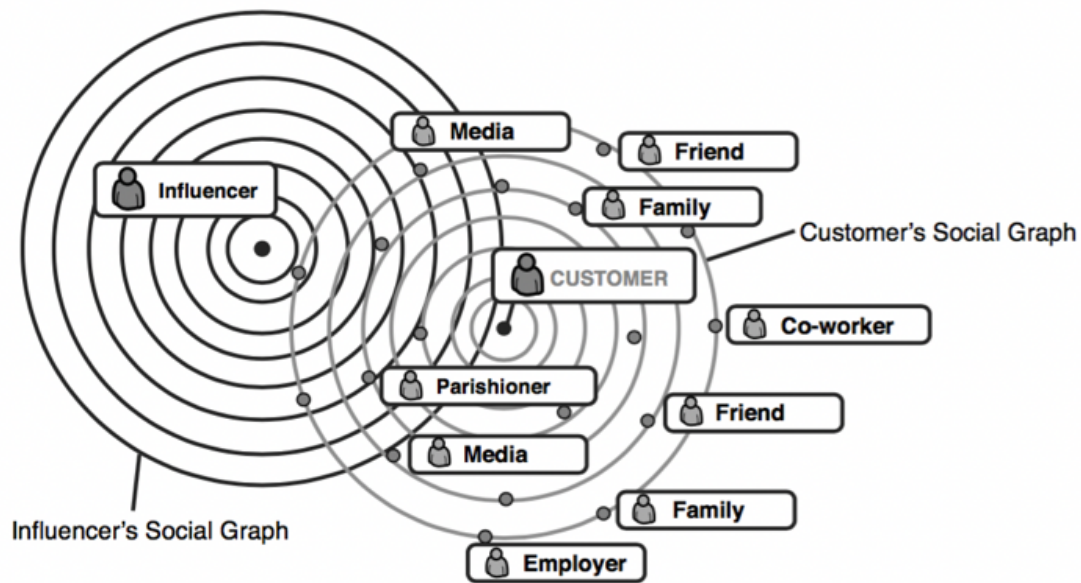 Media
Friend
Influencer
Family
Customer's Social Graph
CUSTOMER
Co-worker
Parishioner
Friend
Media
Family
Influencer's Social Graph
Employer